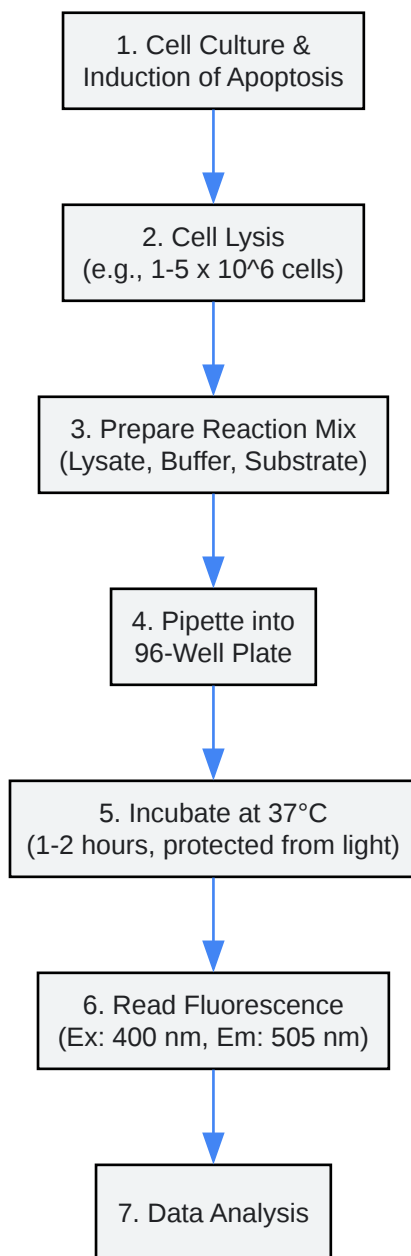 1. Cell Culture &
Induction of Apoptosis
2. Cell Lysis
(e.g., 1-5 x 10^6 cells)
3. Prepare Reaction Mix
(Lysate, Buffer, Substrate)
4. Pipette into
96-Well Plate
5. Incubate at 37°C
(1-2 hours, protected from light)
6. Read Fluorescence
(Ex: 400 nm, Em: 505 nm)
7. Data Analysis